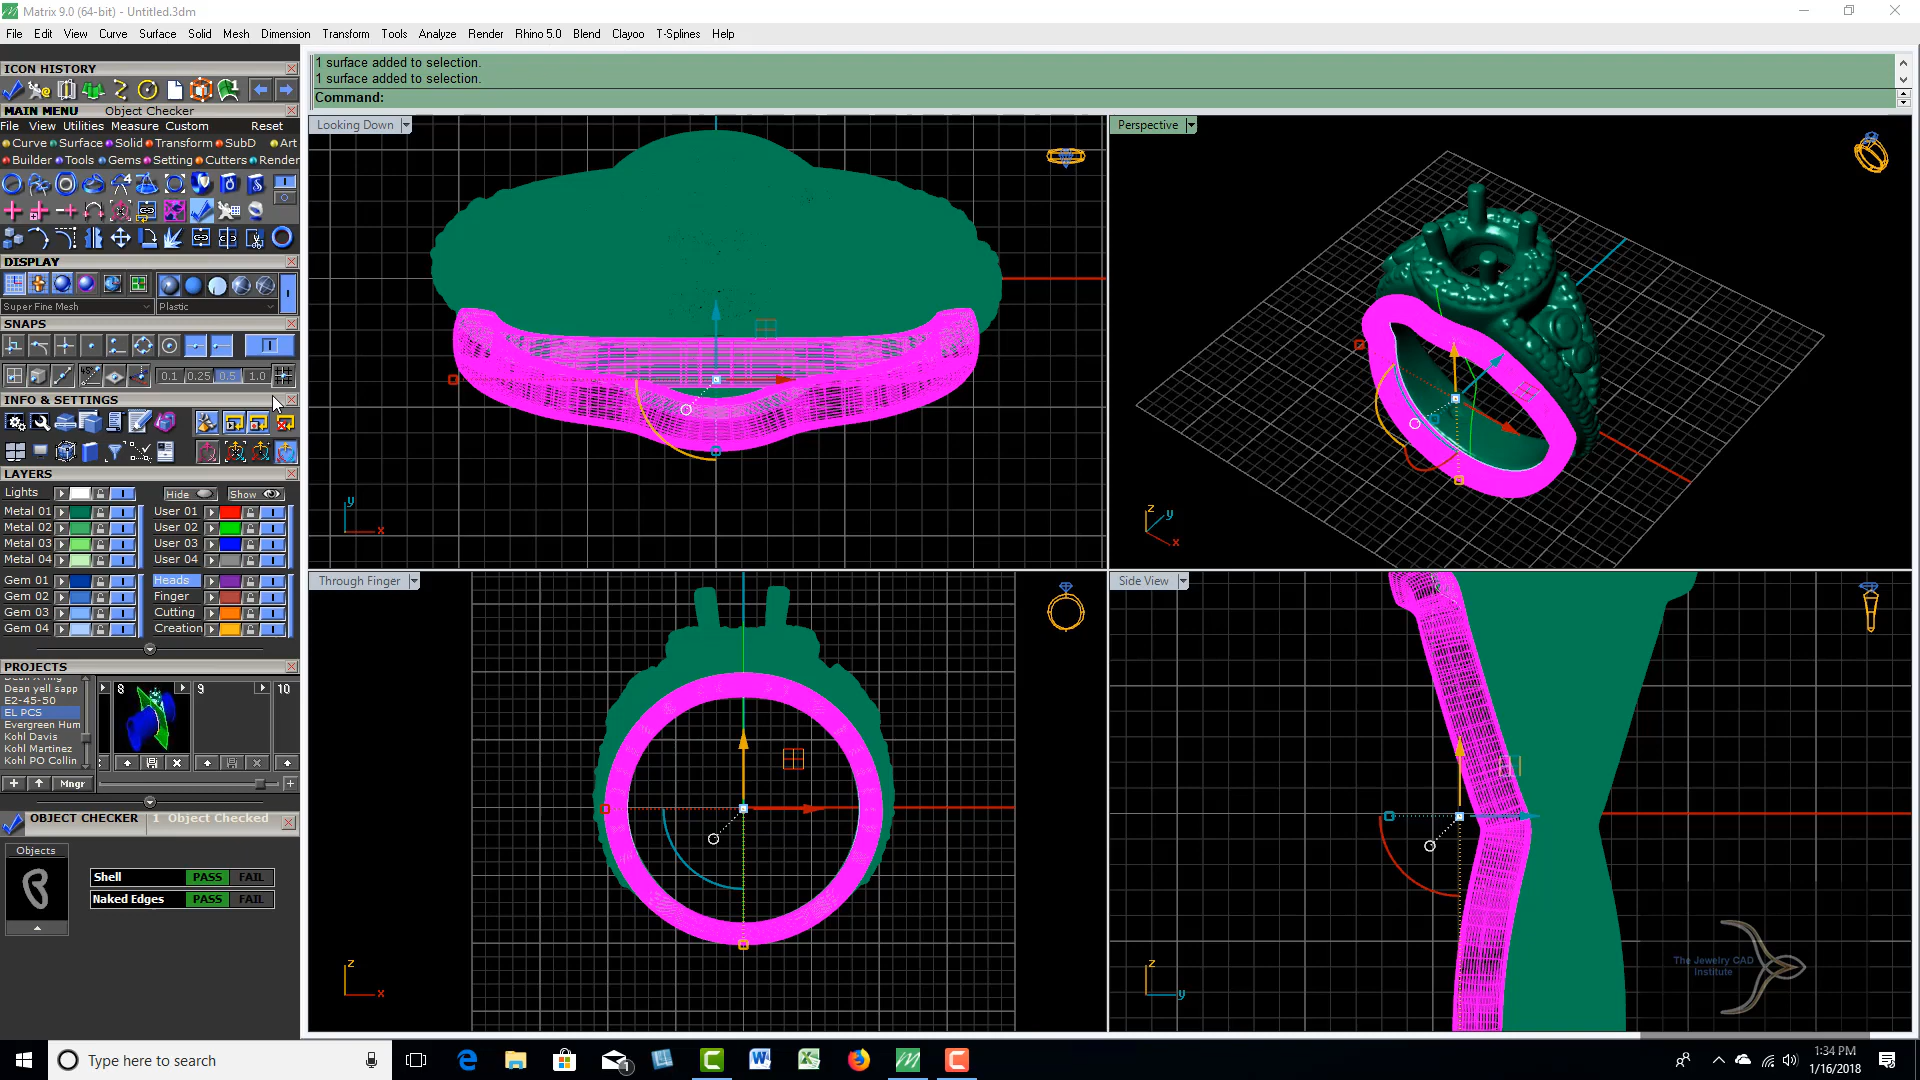 Matrix 9.0 (64-bit) - Untitled.3dm
File Edit View Curve Surface Solid Mesh Dimension Transform Tools Analyze Render Rhino 5.0 Blend Clayoo T-Splines Help
ICON HISTORY
MAIN MENU Object Checker
File View Utilities Measure Custom Reset
Curve Surface Solid Transform SubD Art
Builder Tools Gems Setting Cutters Render
DISPLAY
Super Fine Mesh Plastic
SNAPS
0.1 0.25 0.5 1.0
INFO & SETTINGS
LAYERS
Lights Hide Show
Metal 01 User 01
Metal 02 User 02
Metal 03 User 03
Metal 04 User 04
Gem 01 Heads
Gem 02 Finger
Gem 03 Cutting
Gem 04 Creation
PROJECTS
Dean yell sapp
E2-45-50
EL PCS
Evergreen Hum
Kohl Davis
Kohl Martinez
Kohl PO Collin
8 9 10
Mngr
OBJECT CHECKER 1 Object Checked
Objects
Shell PASS FAIL
Naked Edges PASS FAIL
1 surface added to selection.
1 surface added to selection.
Command:
Looking Down
y
x
Perspective
z
y
x
Through Finger
z
x
Side View
z
y
The Jewelry CAD
Institute
Type here to search
1
1:34 PM
1/16/2018